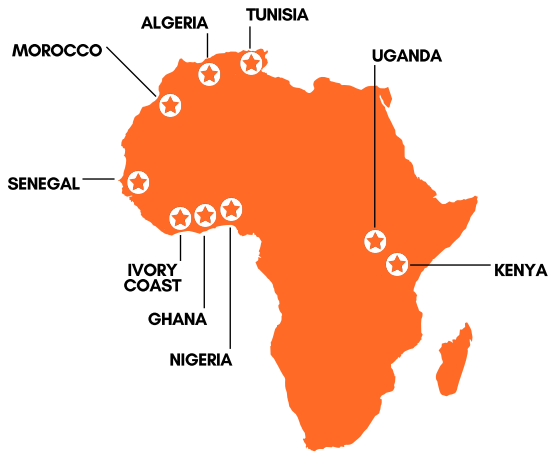 TUNISIA
ALGERIA
MOROCCO
UGANDA
SENEGAL
IVORY
COAST
KENYA
GHANA
NIGERIA